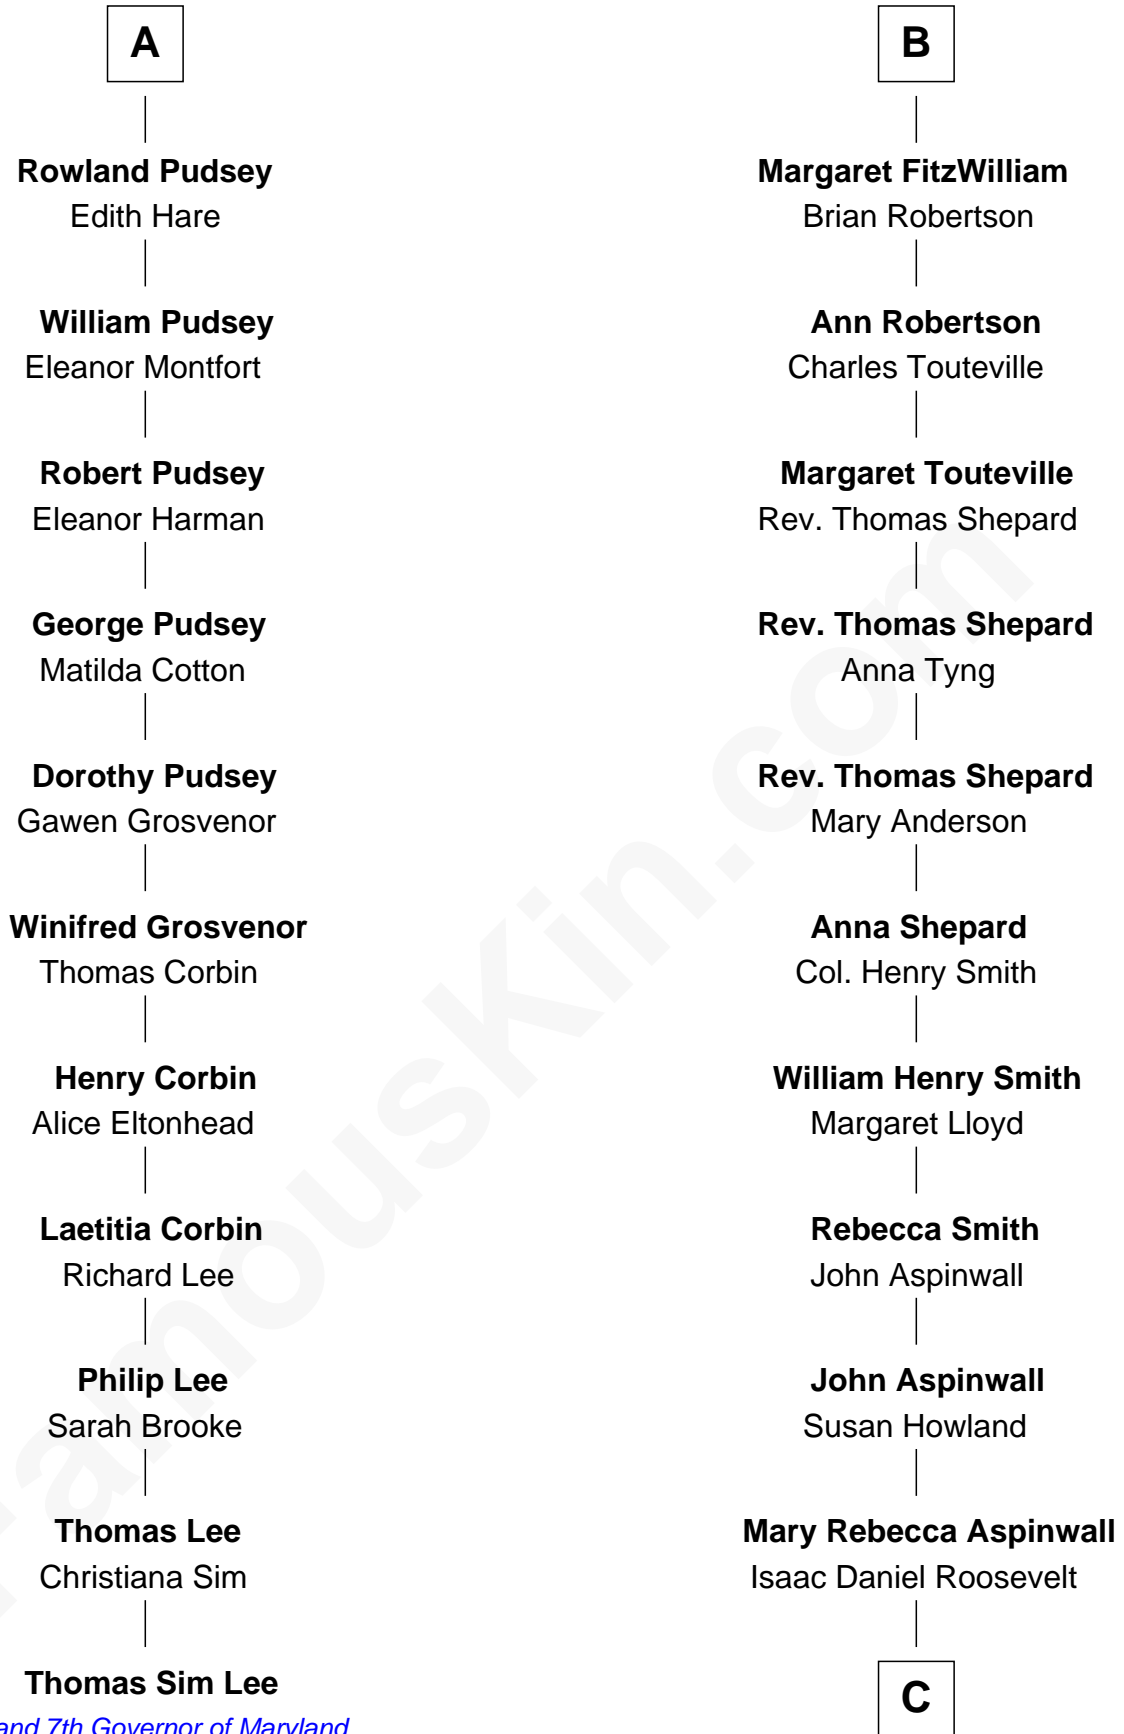 A
Rowland Pudsey
Edith Hare
William Pudsey
Eleanor Montfort
Robert Pudsey
Eleanor Harman
George Pudsey
Matilda Cotton
Dorothy Pudsey
Gawen Grosvenor
Winifred Grosvenor
Thomas Corbin
Henry Corbin
Alice Eltonhead
Laetitia Corbin
Richard Lee
Philip Lee
Sarah Brooke
Thomas Lee
Christiana Sim
Thomas Sim Lee
and 7th Governor of Maryland
B
Margaret FitzWilliam
Brian Robertson
Ann Robertson
Charles Touteville
Margaret Touteville
Rev. Thomas Shepard
Rev. Thomas Shepard
Anna Tyng
Rev. Thomas Shepard
Mary Anderson
Anna Shepard
Col. Henry Smith
William Henry Smith
Margaret Lloyd
Rebecca Smith
John Aspinwall
John Aspinwall
Susan Howland
Mary Rebecca Aspinwall
Isaac Daniel Roosevelt
C
FamousKin.com